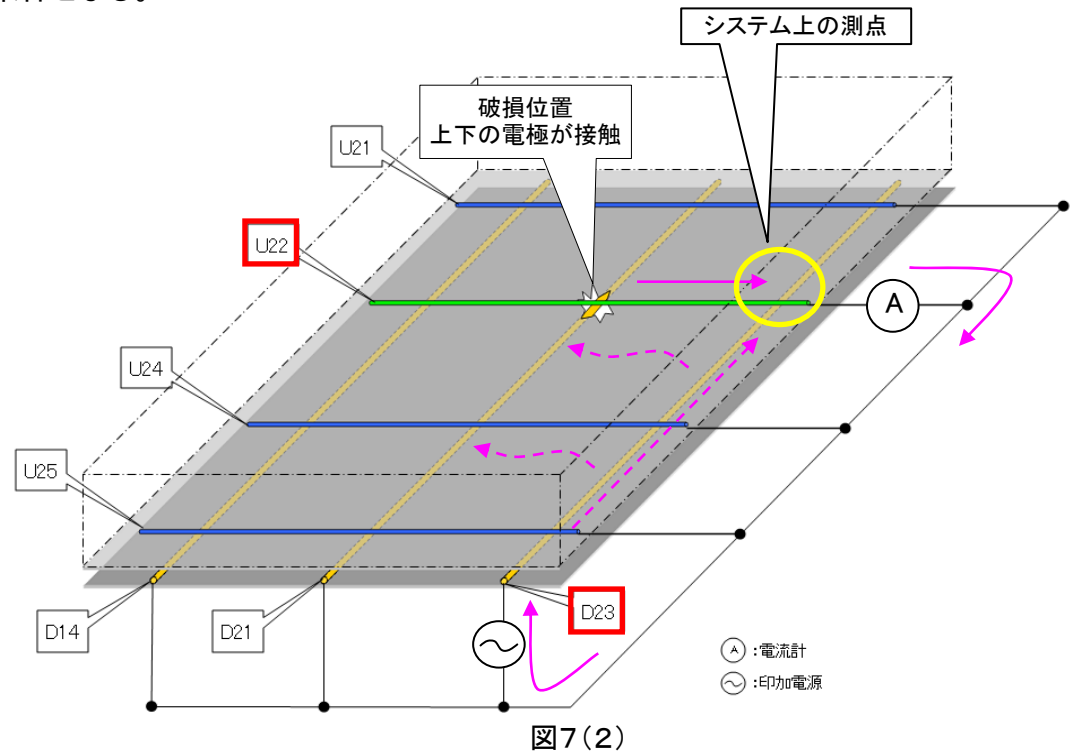 システム上の測点
破損位置
上下の電極が接触
U21
U22
A
U24
U25
D14
D21
D23
A :電流計
:印加電源
図7(2)